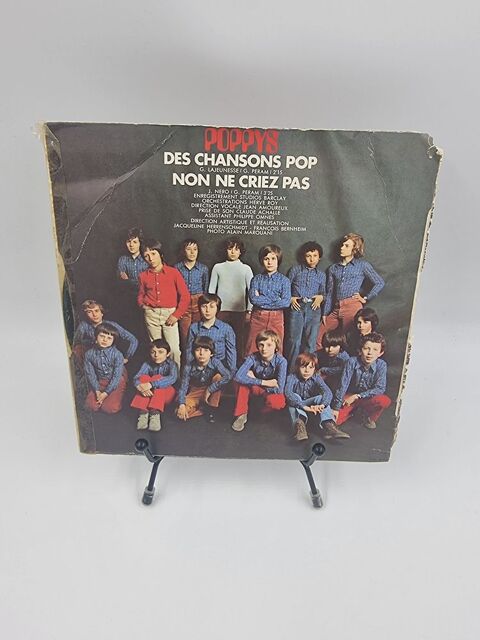 POPPYS
DES CHANSONS POP
G. LAJEUNESSE / G. PERAM / 2'15
NON NE CRIEZ PAS
J. NERO / G. PERAM / 3'25
ENREGISTREMENT STUDIOS BARCLAY
ORCHESTRATIONS HERVE ROY
DIRECTION VOCALE JEAN AMOUREUX
PRISE DE SON CLAUDE ACHALLE
ASSISTANT PHILIPPE OMNES
DIRECTION ARTISTIQUE ET REALISATION
JACQUELINE HERRENSCHMIDT - FRANÇOIS BERNHEIM
PHOTO ALAIN MAROUANI